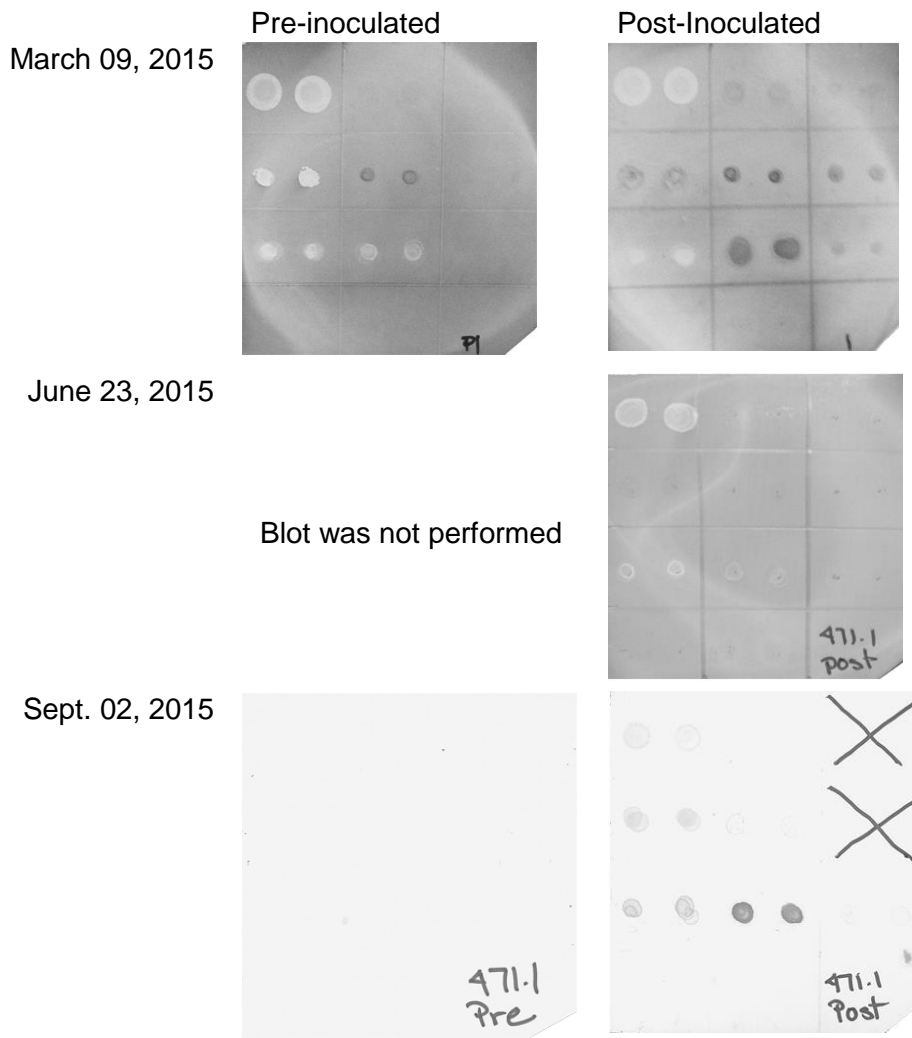 Pre-inoculated
Post-Inoculated
March 09, 2015
P1
1
June 23, 2015
Blot was not performed
471.1
post
Sept. 02, 2015
471.1
Pre
471.1
Post